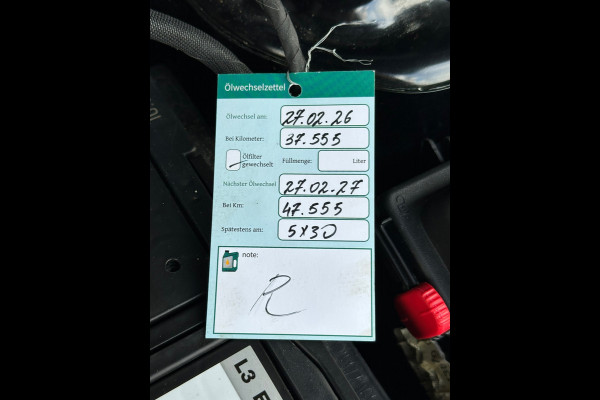 Ölwechselzettel
Ölwechsel am: 27.02.26
Bei Kilometer: 37.555
Ölfilter gewechselt Füllmenge: Liter
Nächster Ölwechsel 27.02.27
Bei Km: 47.555
Spätestens am: 5x30
note:
R
L3